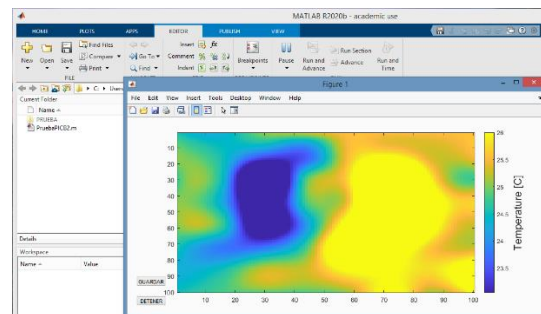 MATLAB R2020b - academic use
HOME PLOTS APPS EDITOR PUBLISH VIEW
New Open Save Find Files Compare Print
Go To Find
Insert Comment Indent
Breakpoints Pause Run and Advance Run Section Advance Run and Time
FILE
C: Users
Current Folder
Name
PRUEBA
PruebaPIC02.m
Details
Workspace
Name Value
Figure 1
File Edit View Insert Tools Desktop Window Help
10
20
30
40
50
60
70
80
90
100
10 20 30 40 50 60 70 80 90 100
26
25.5
25
24.5
24
23.5
Temperature [C]
GUARDAR
DETENER